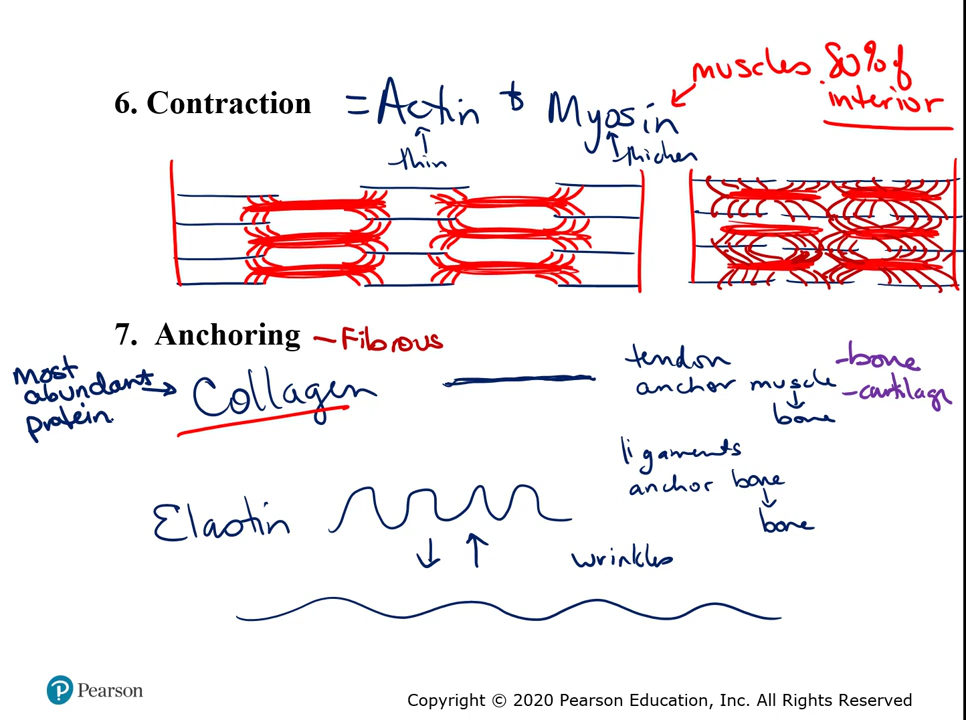 muscles 80% of
interior
6. Contraction = Actin + Myosin
thin
thicker
7. Anchoring - Fibrous
most
abundant
protein
Collagen
tendon
anchor muscle
bone
- bone
- cartilage
ligaments
anchor bone
bone
Elastin
wrinkles
Pearson
Copyright © 2020 Pearson Education, Inc. All Rights Reserved